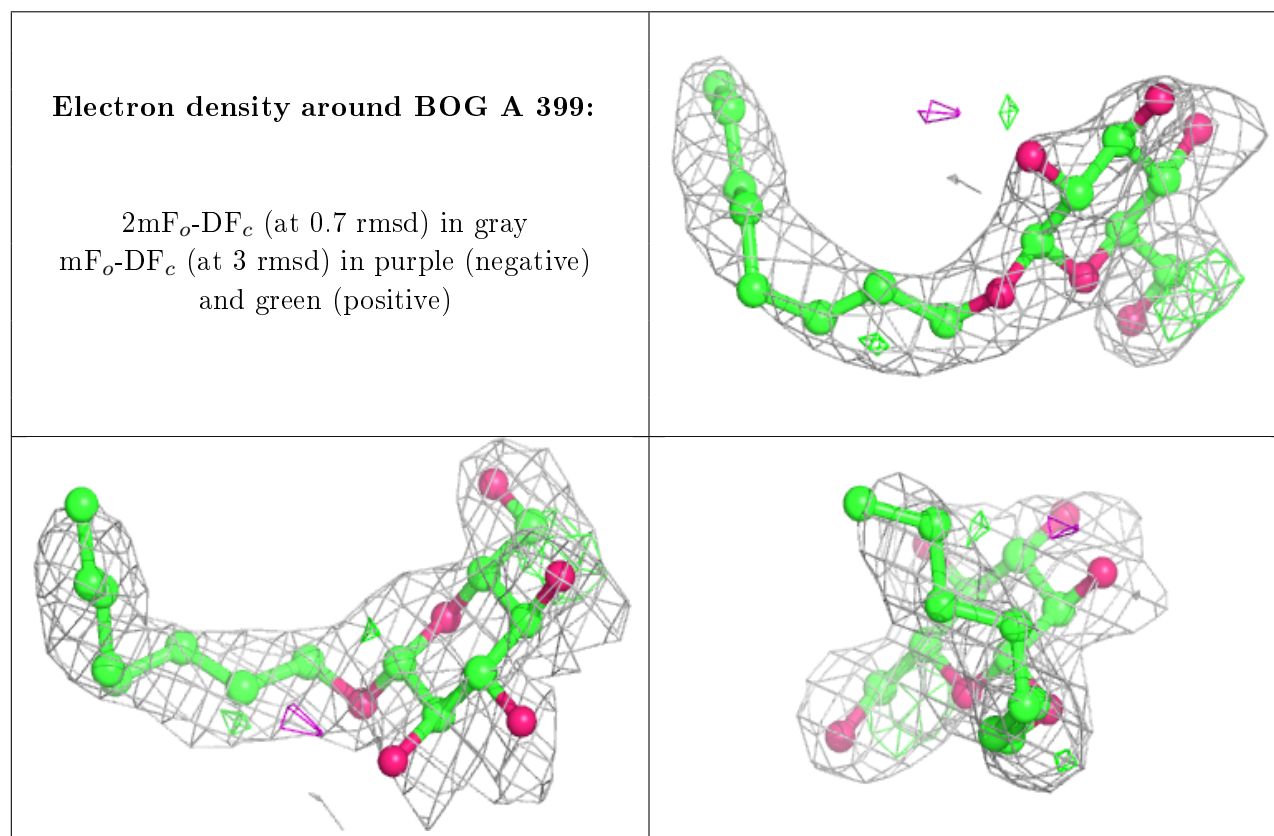 Electron density around BOG A 399:
2mFₒ-DF𝒸 (at 0.7 rmsd) in gray
mFₒ-DF𝒸 (at 3 rmsd) in purple (negative)
and green (positive)